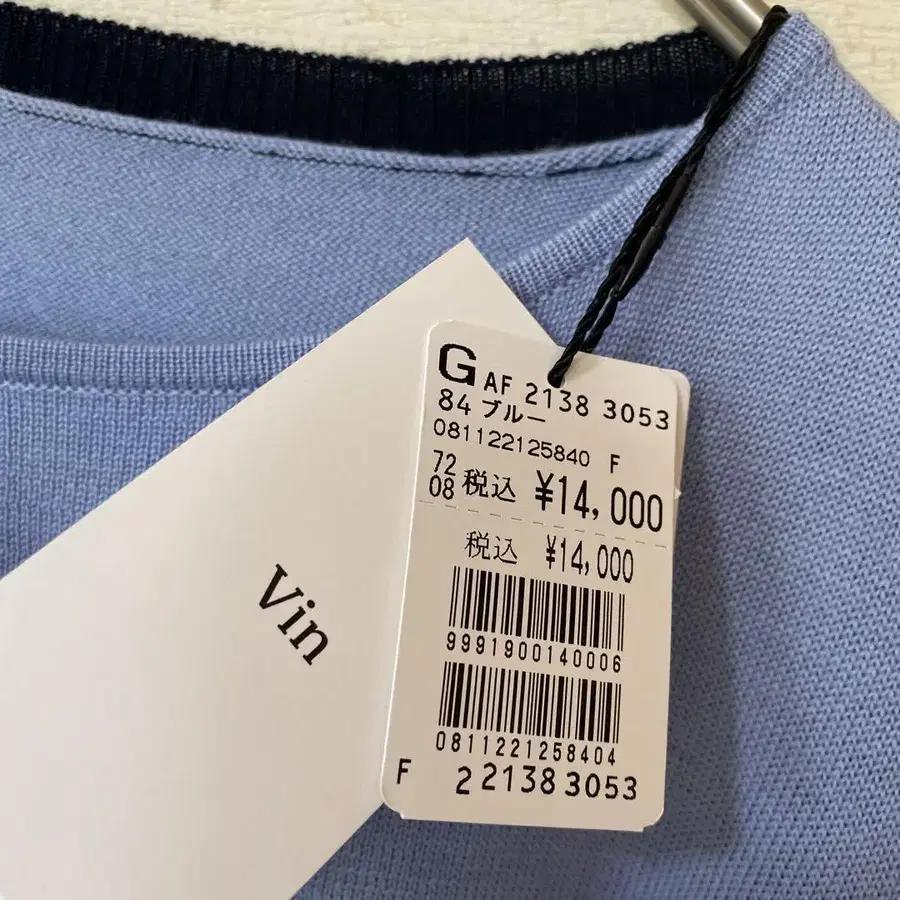 G AF 2138 3053
84 ブルー
081122125840 F
72
08 税込 ¥14,000
税込 ¥14,000
9991900140006
0811221258404
F 2 2138 3053
Vin